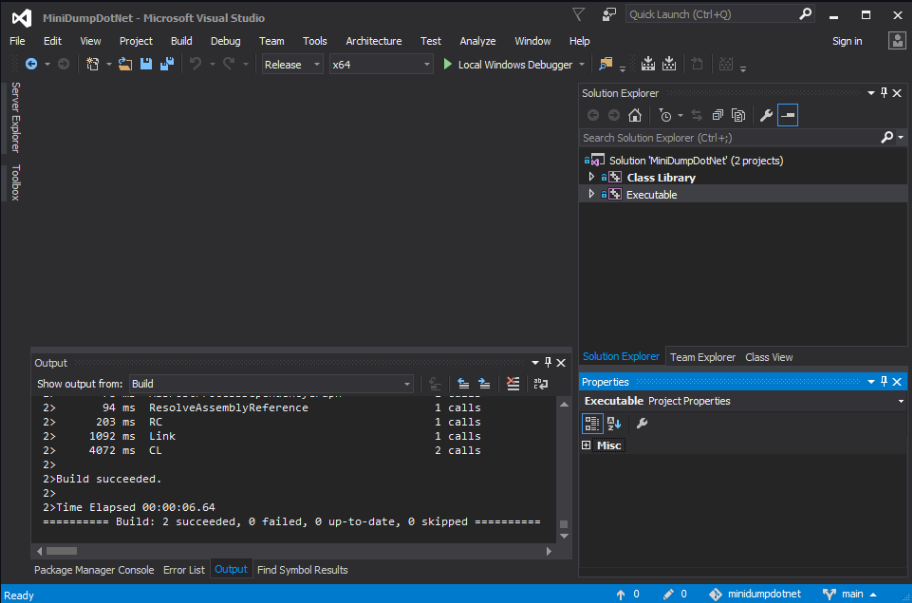 MiniDumpDotNet - Microsoft Visual Studio
Quick Launch (Ctrl+Q)
File Edit View Project Build Debug Team Tools Architecture Test Analyze Window Help Sign in
Release x64 Local Windows Debugger
Server Explorer
Toolbox
Solution Explorer
Search Solution Explorer (Ctrl+;)
Solution 'MiniDumpDotNet' (2 projects)
Class Library
Executable
Solution Explorer Team Explorer Class View
Output
Show output from: Build
2> 94 ms ResolveAssemblyReference 1 calls
2> 203 ms RC 1 calls
2> 1092 ms Link 1 calls
2> 4072 ms CL 2 calls
2>
2>Build succeeded.
2>
2>Time Elapsed 00:00:06.64
========== Build: 2 succeeded, 0 failed, 0 up-to-date, 0 skipped ==========
Package Manager Console Error List Output Find Symbol Results
Properties
Executable Project Properties
Misc
Ready 0 0 minidumpdotnet main